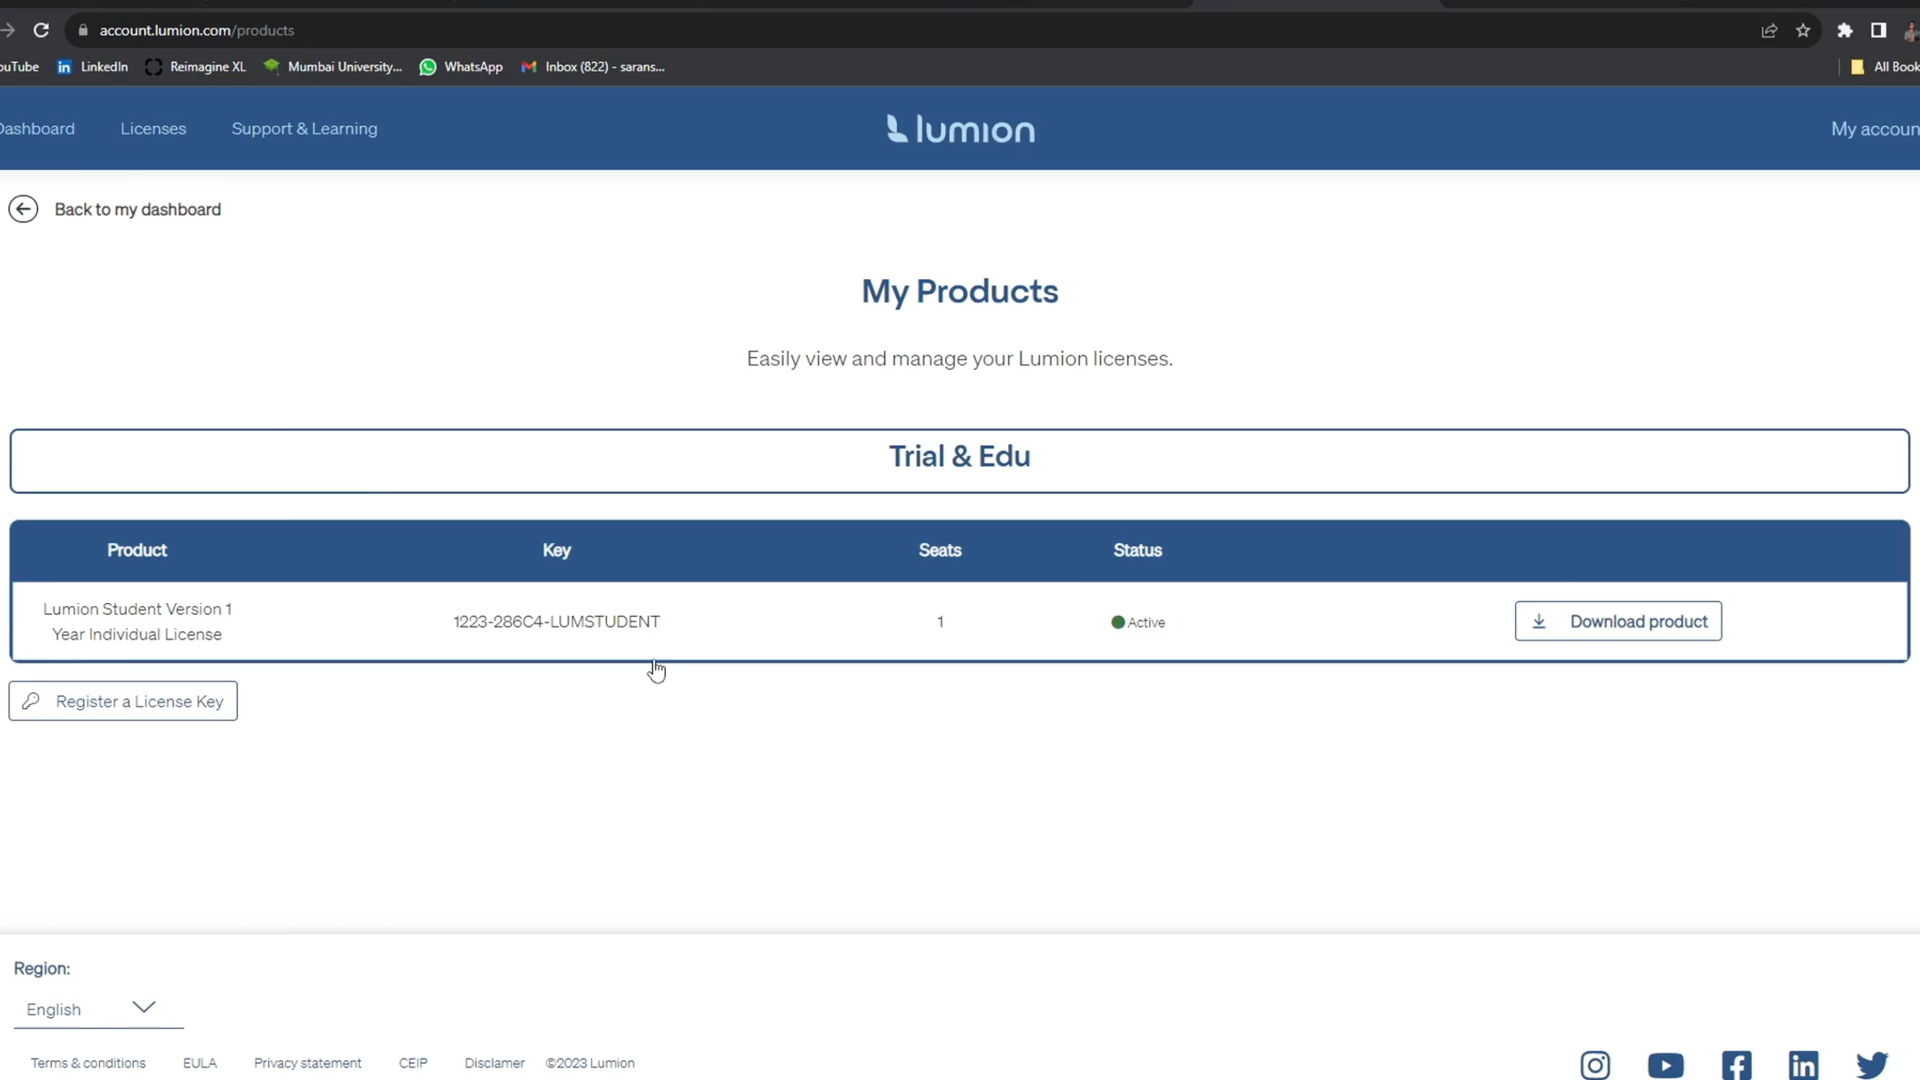 account.lumion.com/products
ouTube LinkedIn Reimagine XL Mumbai University... WhatsApp Inbox (822) - sarans... All Book
Dashboard Licenses Support & Learning lumion My accoun
Back to my dashboard
My Products
Easily view and manage your Lumion licenses.
Trial & Edu
Product Key Seats Status
Lumion Student Version 1
Year Individual License
1223-286C4-LUMSTUDENT 1 Active Download product
Register a License Key
Region:
English
Terms & conditions EULA Privacy statement CEIP Disclamer ©2023 Lumion